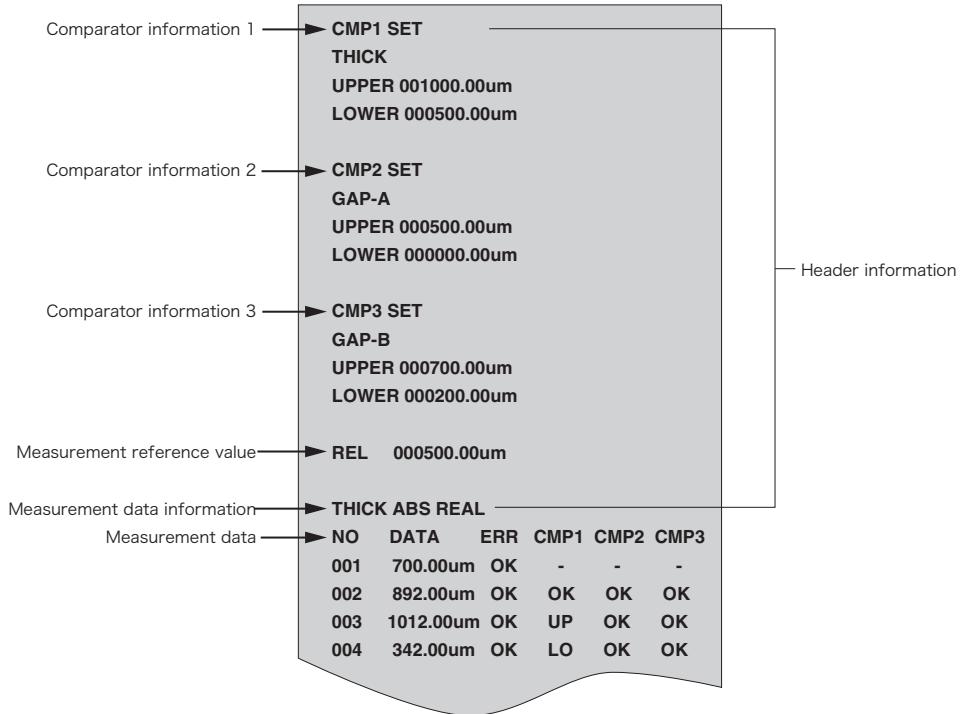 Comparator information 1
CMP1 SET
THICK
UPPER 001000.00um
LOWER 000500.00um
Comparator information 2
CMP2 SET
GAP-A
UPPER 000500.00um
LOWER 000000.00um
Header information
Comparator information 3
CMP3 SET
GAP-B
UPPER 000700.00um
LOWER 000200.00um
Measurement reference value
REL 000500.00um
Measurement data information
THICK ABS REAL
Measurement data
NO DATA ERR CMP1 CMP2 CMP3
001 700.00um OK - - -
002 892.00um OK OK OK OK
003 1012.00um OK UP OK OK
004 342.00um OK LO OK OK